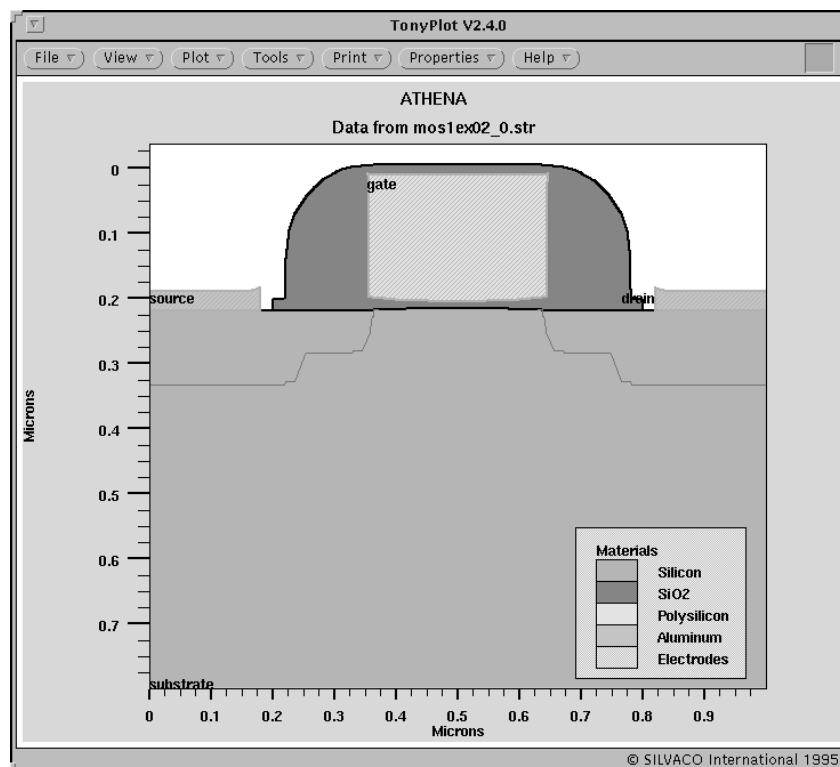 TonyPlot V2.4.0
File View Plot Tools Print Properties Help
ATHENA
Data from mos1ex02_0.str
0
gate
0.1
0.2
source
drain
0.3
0.4
0.5
0.6
0.7
Microns
Materials
Silicon
SiO2
Polysilicon
Aluminum
Electrodes
substrate
0 0.1 0.2 0.3 0.4 0.5 0.6 0.7 0.8 0.9
Microns
© SILVACO International 1995